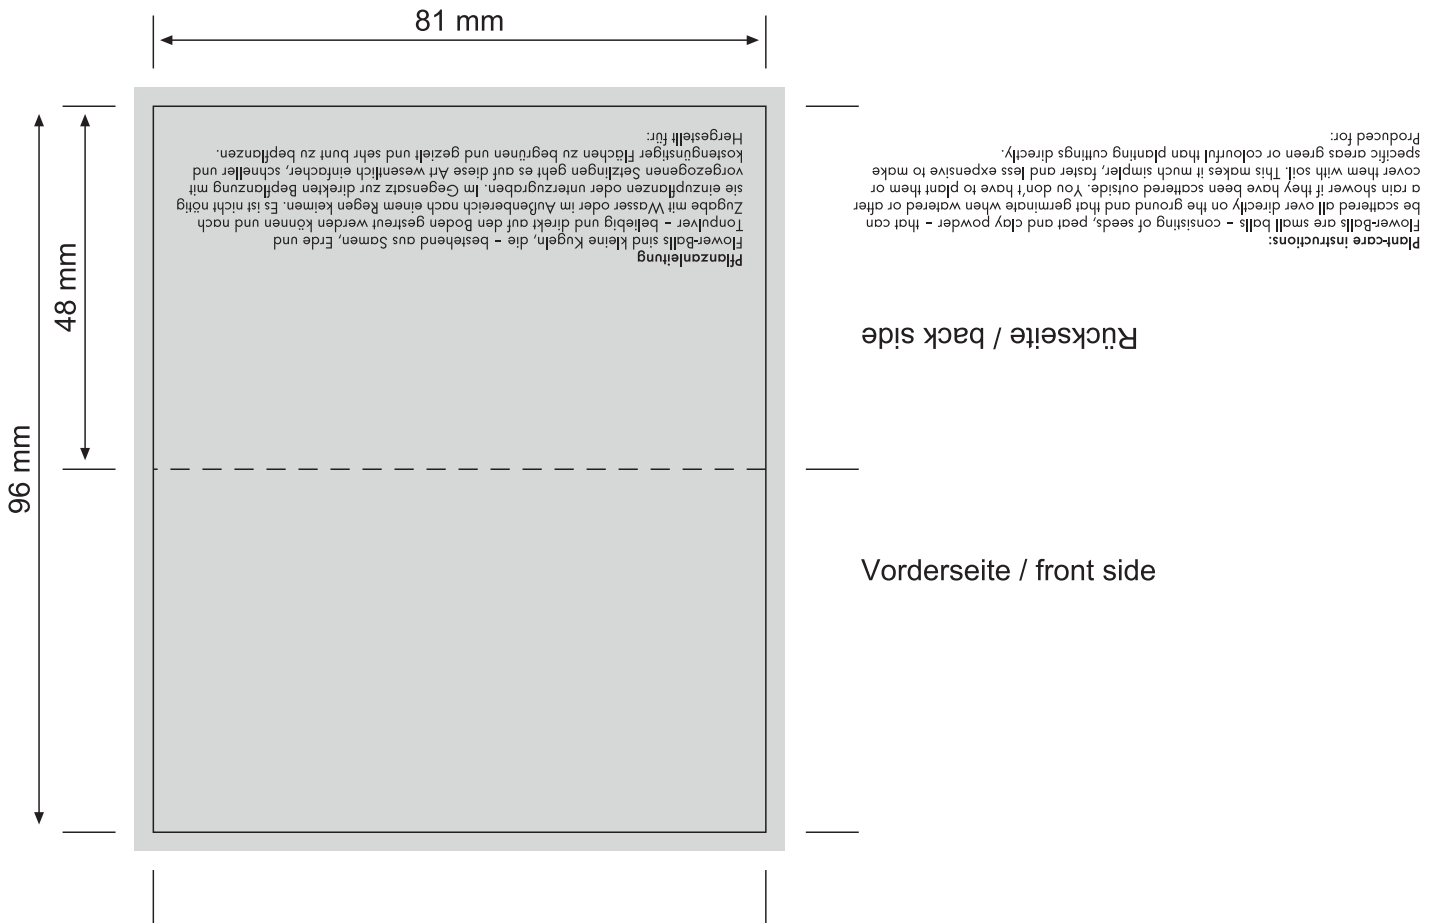 81 mm
96 mm
48 mm
Pflanzanleitung
Flower-Balls sind kleine Kugeln, die – bestehend aus Samen, Erde und
Tonpulver – beliebig und direkt auf den Boden gestreut werden können und nach
Zugabe mit Wasser oder im Außenbereich nach einem Regen keimen. Es ist nicht nötig
sie einzupflanzen oder unterzugraben. Im Gegensatz zur direkten Bepflanzung mit
vorgezogenen Setzlingen geht es auf diese Art wesentlich einfacher, schneller und
kostengünstiger Flächen zu begrünen und gezielt und sehr bunt zu bepflanzen.
Hergestellt für:
Plant-care instructions:
Flower-Balls are small balls – consisting of seeds, peat and clay powder – that can
be scattered all over directly on the ground and that germinate when watered or after
a rain shower if they have been scattered outside. You don´t have to plant them or
cover them with soil. This makes it much simpler, faster and less expensive to make
specific areas green or colourful than planting cuttings directly.
Produced for:
Rückseite / back side
Vorderseite / front side